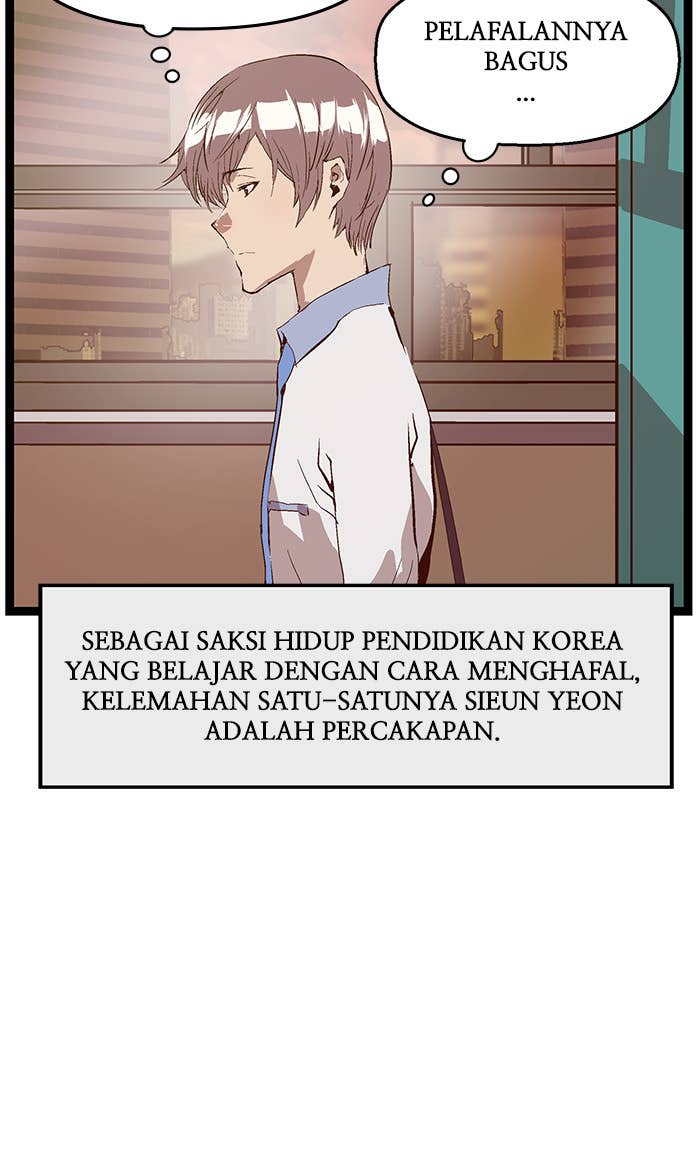 PELAFALANNYA
BAGUS
...
SEBAGAI SAKSI HIDUP PENDIDIKAN KOREA
YANG BELAJAR DENGAN CARA MENGHAFAL,
KELEMAHAN SATU-SATUNYA SIEUN YEON
ADALAH PERCAKAPAN.